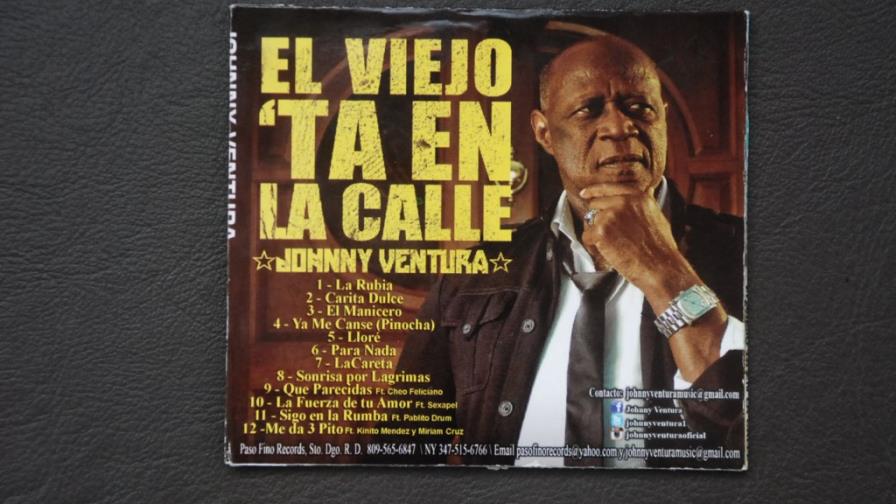 JOHNNY VENTURA
EL VIEJO
'TA EN
LA CALLE
☆JOHNNY VENTURA☆
1 - La Rubia
2 - Carita Dulce
3 - El Manicero
4 - Ya Me Canse (Pinocha)
5 - Lloré
6 - Para Nada
7 - LaCareta
8 - Sonrisa por Lagrimas
9 - Que Parecidas Ft. Cheo Feliciano
10 - La Fuerza de tu Amor Ft. Sexapel
11 - Sigo en la Rumba Ft. Pablito Drum
12 -Me da 3 Pito Ft. Kinito Mendez y Miriam Cruz
Contacto: johnnyventuramusic@gmail.com
Johnny Ventura
johnnyventura1
johnnyventuraoficial
Paso Fino Records, Sto. Dgo. R. D. 809-565-6847 \ NY 347-515-6766 \ Email pasofinorecords@yahoo.com y johnnyventuramusic@gmail.com